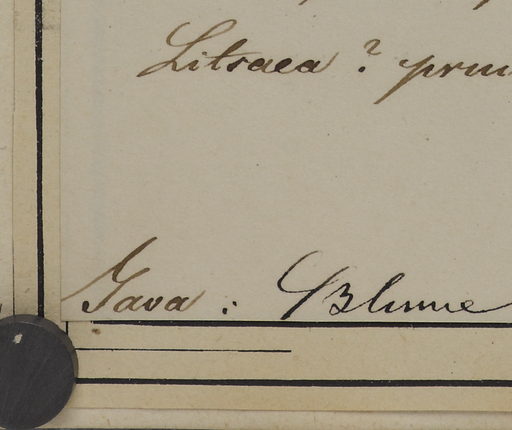 Litsaea ? prun
Java : Blume